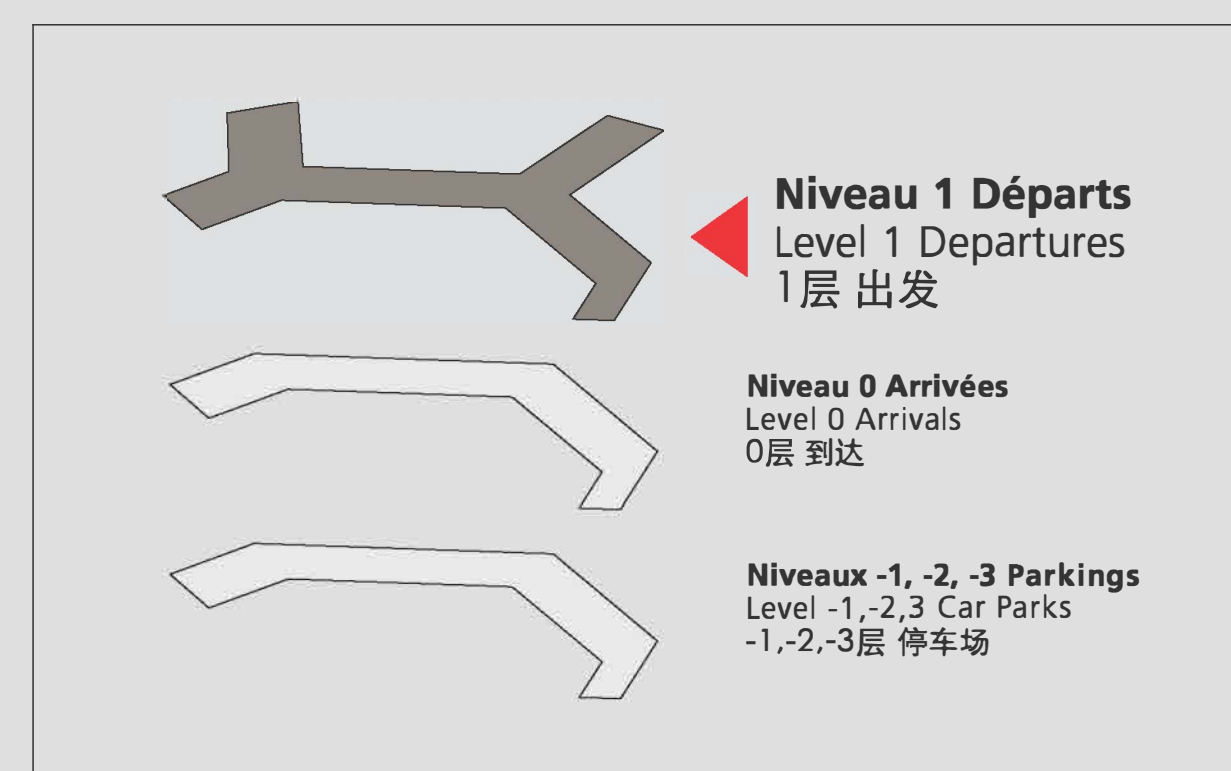 Niveau 1 Départs
Level 1 Departures
1层 出发
Niveau 0 Arrivées
Level 0 Arrivals
0层 到达
Niveaux -1, -2, -3 Parkings
Level -1,-2,3 Car Parks
-1,-2,-3层 停车场